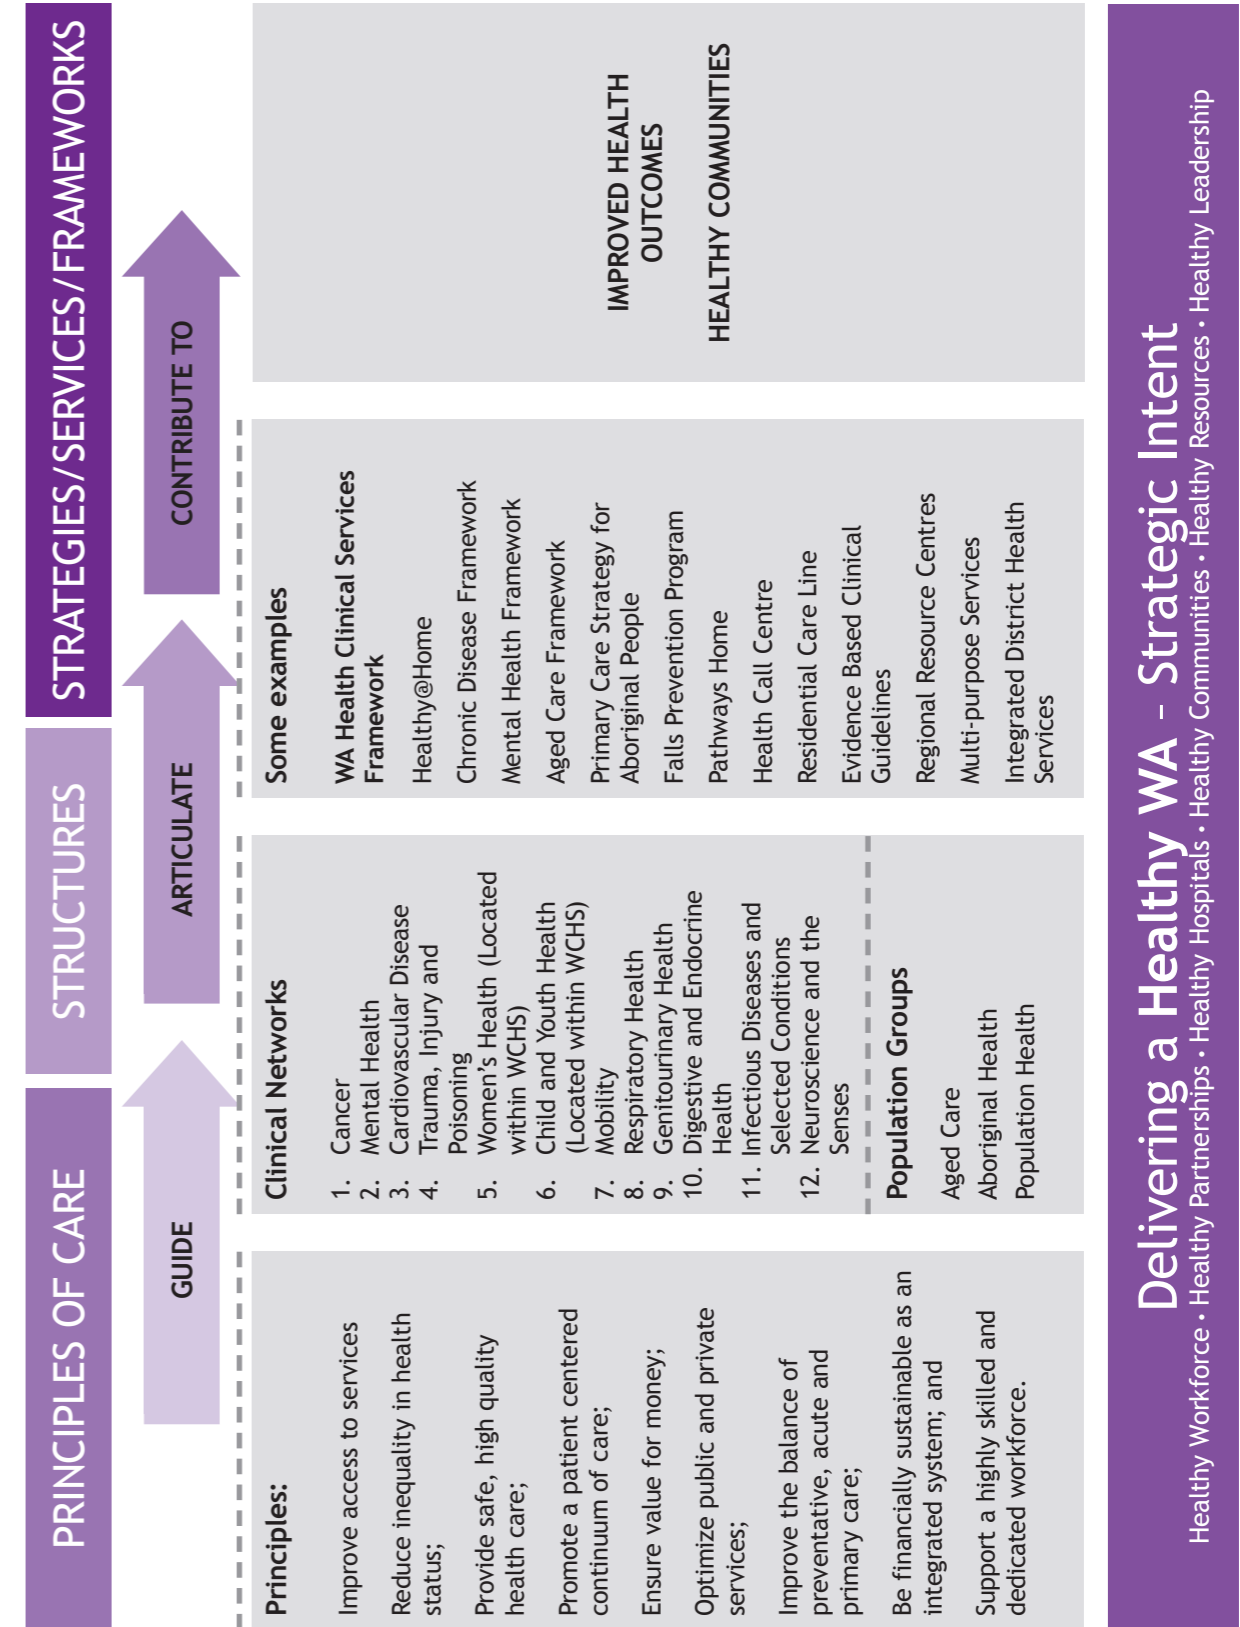 PRINCIPLES OF CARE
STRUCTURES
STRATEGIES/SERVICES/FRAMEWORKS
GUIDE
ARTICULATE
CONTRIBUTE TO
Principles:
Improve access to services
Reduce inequality in health
status;
Provide safe, high quality
health care;
Promote a patient centered
continuum of care;
Ensure value for money;
Optimize public and private
services;
Improve the balance of
preventative, acute and
primary care;
Be financially sustainable as an
integrated system; and
Support a highly skilled and
dedicated workforce.
Clinical Networks
1. Cancer
2. Mental Health
3. Cardiovascular Disease
4. Trauma, Injury and
Poisoning
5. Women's Health (Located
within WCHS)
6. Child and Youth Health
(Located within WCHS)
7. Mobility
8. Respiratory Health
9. Genitourinary Health
10. Digestive and Endocrine
Health
11. Infectious Diseases and
Selected Conditions
12. Neuroscience and the
Senses
Population Groups
Aged Care
Aboriginal Health
Population Health
Some examples
WA Health Clinical Services
Framework
Healthy@Home
Chronic Disease Framework
Mental Health Framework
Aged Care Framework
Primary Care Strategy for
Aboriginal People
Falls Prevention Program
Pathways Home
Health Call Centre
Residential Care Line
Evidence Based Clinical
Guidelines
Regional Resource Centres
Multi-purpose Services
Integrated District Health
Services
IMPROVED HEALTH
OUTCOMES
HEALTHY COMMUNITIES
Delivering a Healthy WA – Strategic Intent
Healthy Workforce • Healthy Partnerships • Healthy Hospitals • Healthy Communities • Healthy Resources • Healthy Leadership